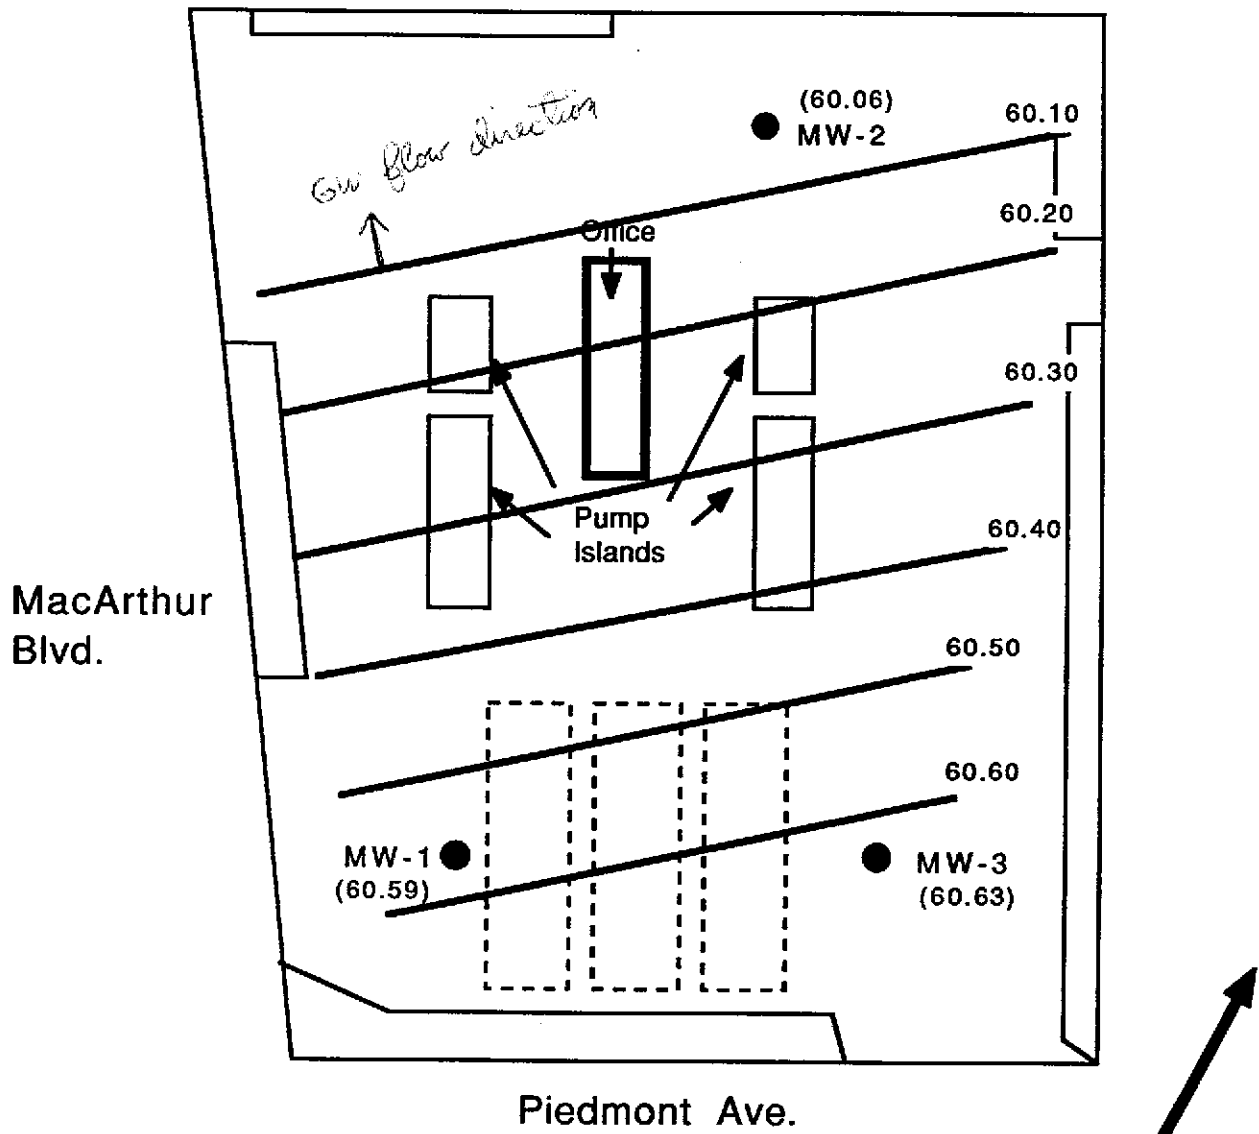 (60.06)
MW-2
60.10
GW flow direction
60.20
Office
60.30
Pump
Islands
60.40
MacArthur
Blvd.
60.50
60.60
MW-1
(60.59)
MW-3
(60.63)
Piedmont Ave.